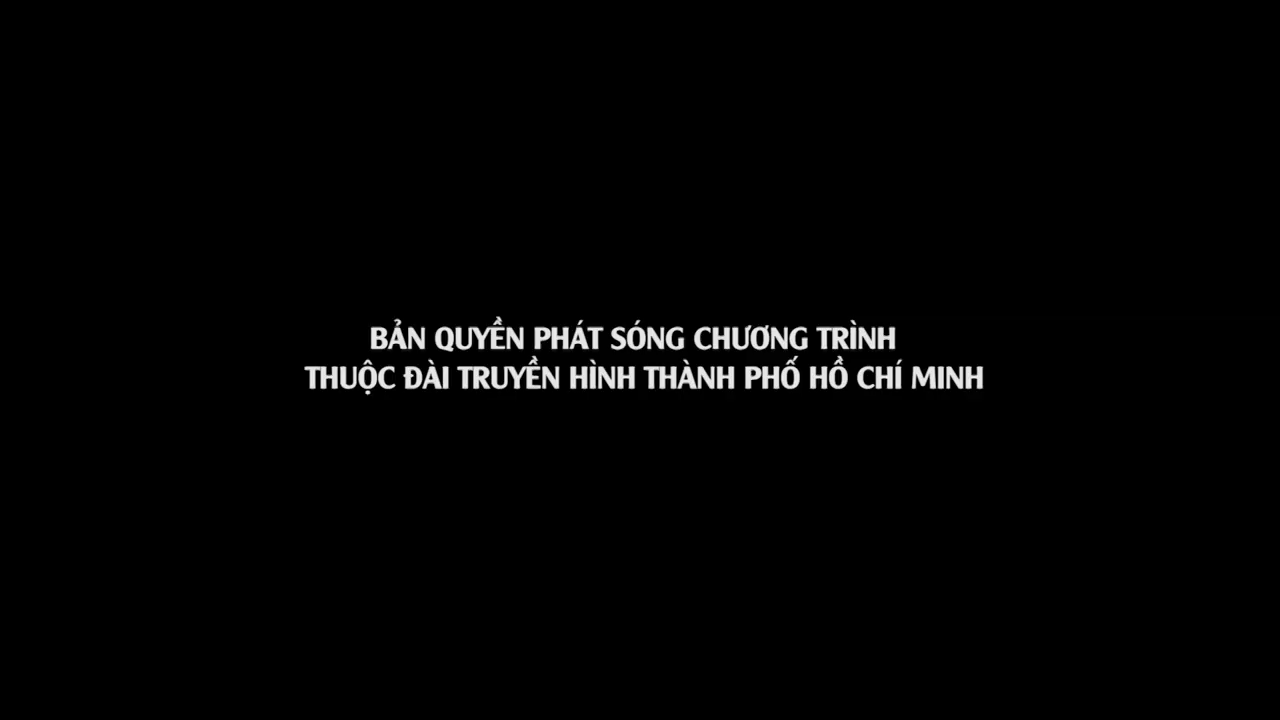 BẢN QUYỀN PHÁT SÓNG CHƯƠNG TRÌNH
THUỘC ĐÀI TRUYỀN HÌNH THÀNH PHỐ HỒ CHÍ MINH